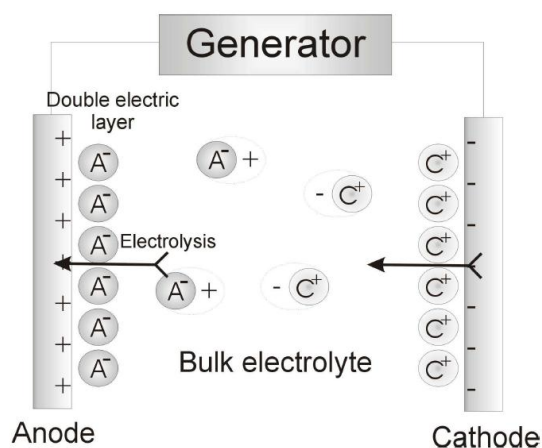 Generator
Double electric
layer
+ A⁻ A⁻ + C⁺ -
+ A⁻ - C⁺ C⁺ -
+ A⁻ Electrolysis C⁺ -
+ A⁻ A⁻ + - C⁺ C⁺ -
+ A⁻ C⁺ -
+ A⁻ Bulk electrolyte C⁺ -
Anode Cathode